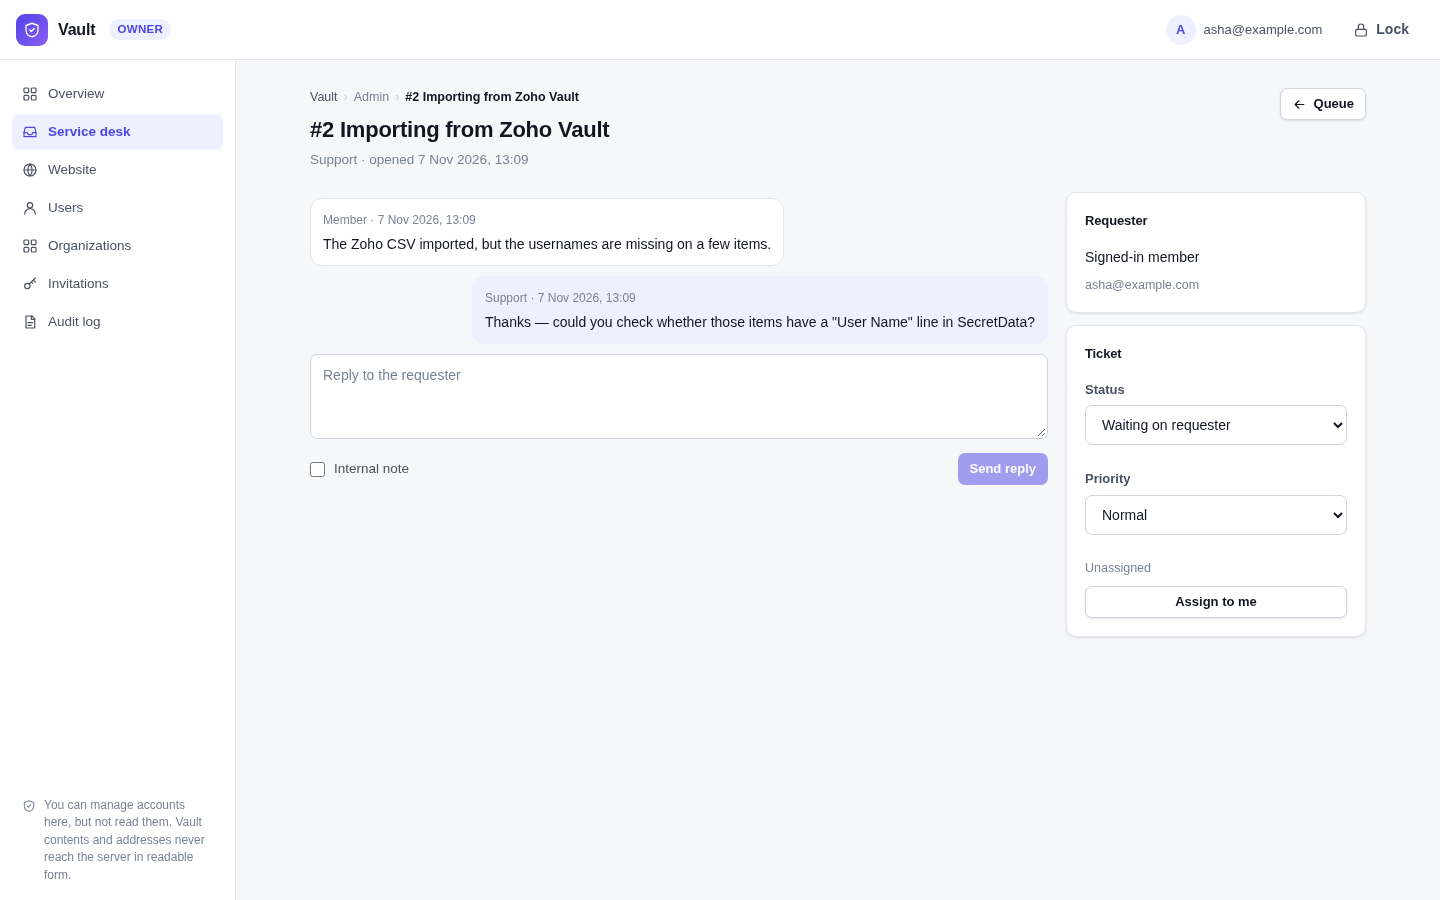 Vault OWNER
A asha@example.com Lock
Overview
Service desk
Website
Users
Organizations
Invitations
Audit log
You can manage accounts
here, but not read them. Vault
contents and addresses never
reach the server in readable
form.
Vault › Admin › #2 Importing from Zoho Vault
← Queue
#2 Importing from Zoho Vault
Support · opened 7 Nov 2026, 13:09
Member · 7 Nov 2026, 13:09
The Zoho CSV imported, but the usernames are missing on a few items.
Support · 7 Nov 2026, 13:09
Thanks — could you check whether those items have a "User Name" line in SecretData?
Reply to the requester
Internal note
Send reply
Requester
Signed-in member
asha@example.com
Ticket
Status
Waiting on requester
Priority
Normal
Unassigned
Assign to me